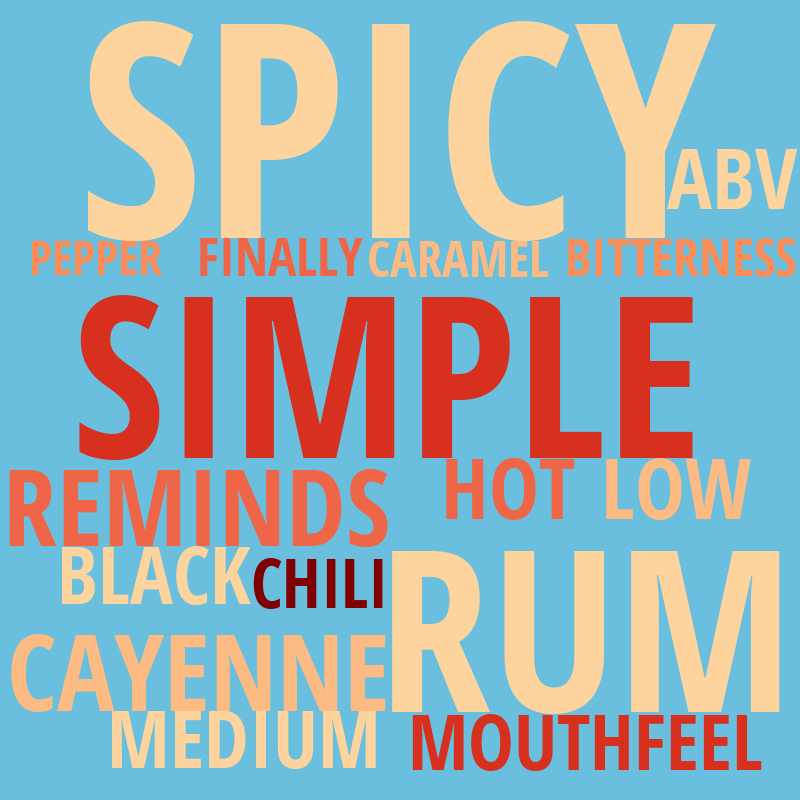 SPICY
ABV
PEPPER FINALLY CARAMEL BITTERNESS
SIMPLE
REMINDS HOT LOW
BLACK CHILI RUM
CAYENNE
MEDIUM MOUTHFEEL